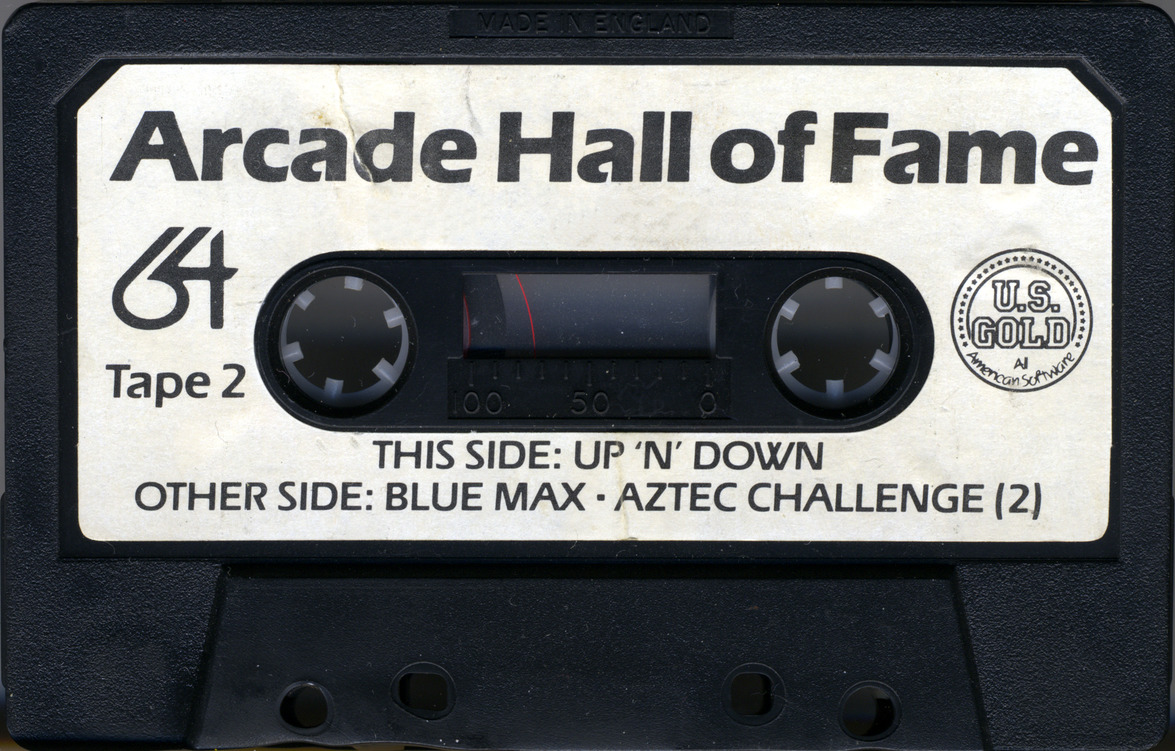 MADE IN ENGLAND
Arcade Hall of Fame
64
U.S.
GOLD
All
American Software
Tape 2
100 50 0
THIS SIDE: UP ‘N’ DOWN
OTHER SIDE: BLUE MAX · AZTEC CHALLENGE (2)